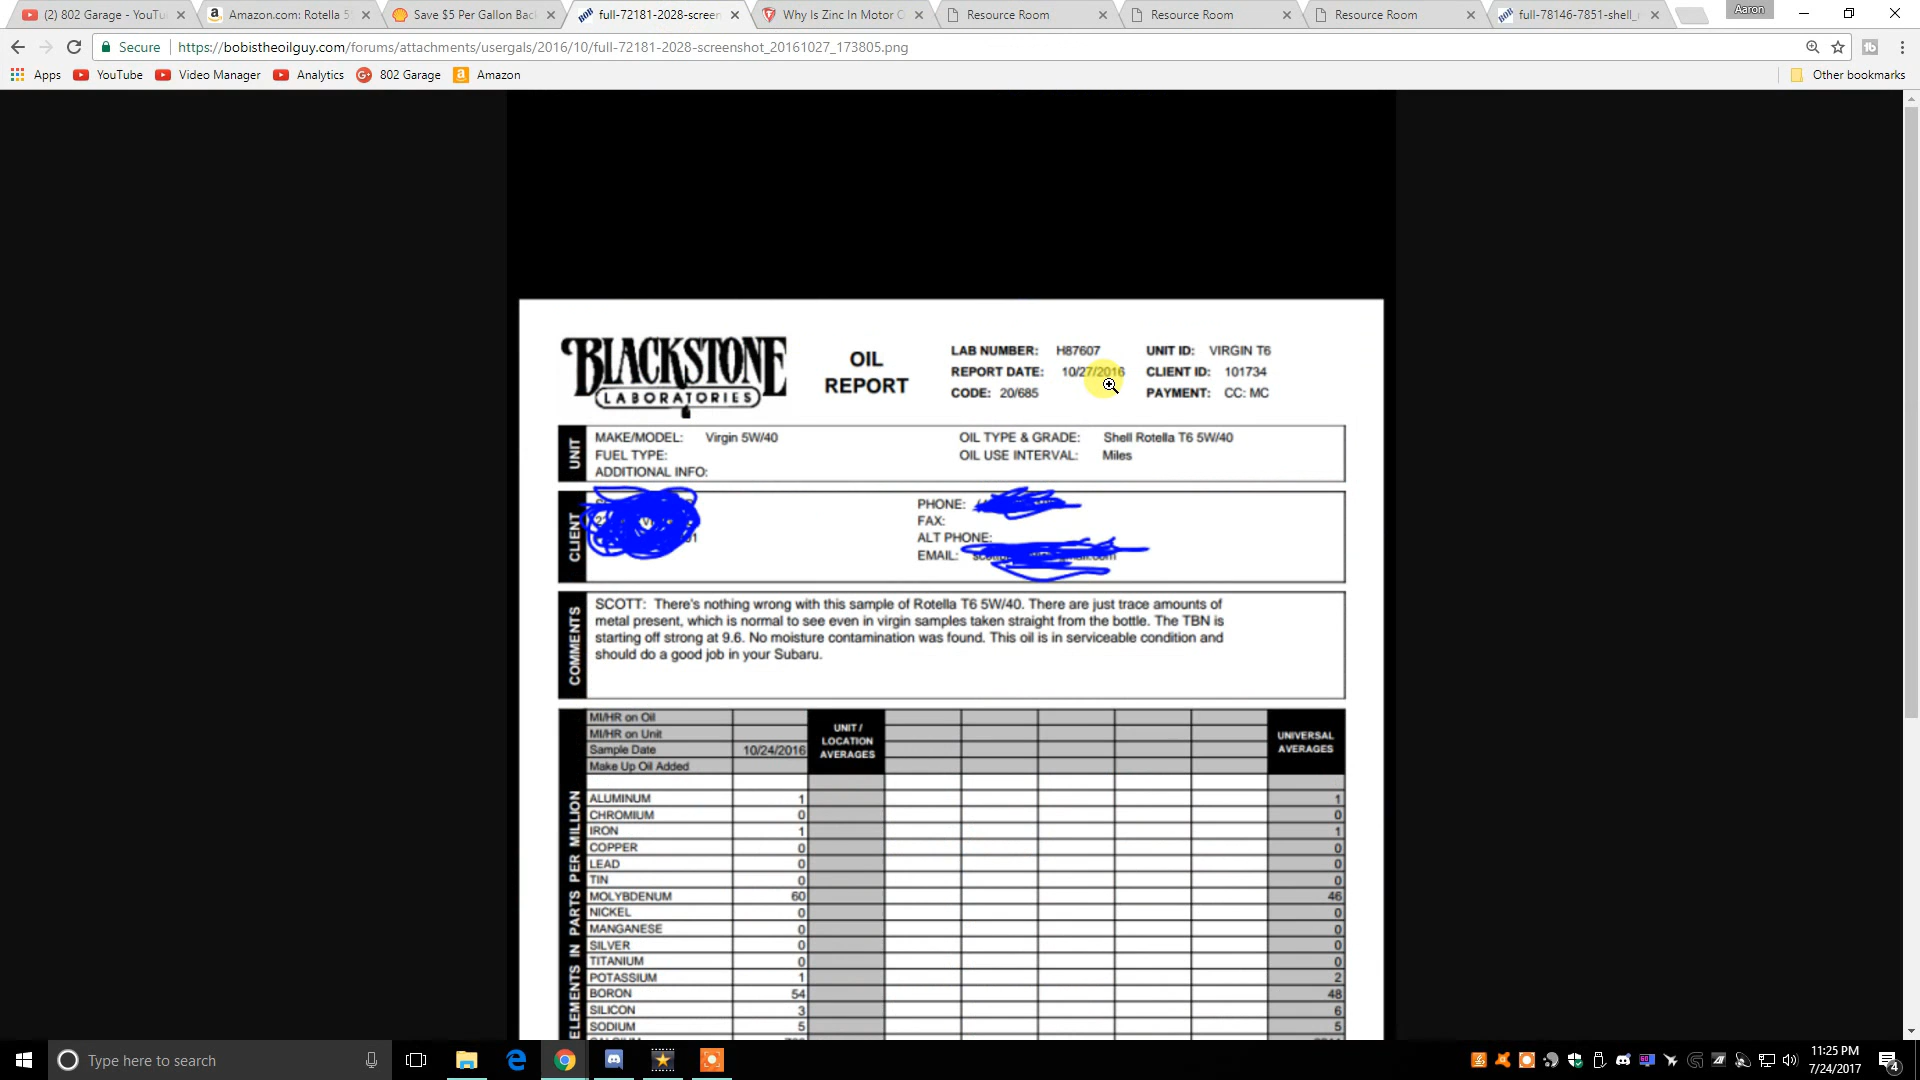 (2) 802 Garage - YouTu
Amazon.com: Rotella 5
Save $5 Per Gallon Back
full-72181-2028-screen
Why Is Zinc In Motor O
Resource Room
Resource Room
Resource Room
full-78146-7851-shell_
Aaron
Secure
https://bobistheoilguy.com/forums/attachments/usergals/2016/10/full-72181-2028-screenshot_20161027_173805.png
Apps
YouTube
Video Manager
Analytics
802 Garage
Amazon
Other bookmarks
BLACKSTONE
LABORATORIES
OIL
REPORT
LAB NUMBER: H87607
REPORT DATE: 10/27/2016
CODE: 20/685
UNIT ID: VIRGIN T6
CLIENT ID: 101734
PAYMENT: CC: MC
UNIT
MAKE/MODEL: Virgin 5W/40
FUEL TYPE:
ADDITIONAL INFO:
OIL TYPE & GRADE: Shell Rotella T6 5W/40
OIL USE INTERVAL: Miles
CLIENT
PHONE:
FAX:
ALT PHONE:
EMAIL:
COMMENTS
SCOTT: There's nothing wrong with this sample of Rotella T6 5W/40. There are just trace amounts of
metal present, which is normal to see even in virgin samples taken straight from the bottle. The TBN is
starting off strong at 9.6. No moisture contamination was found. This oil is in serviceable condition and
should do a good job in your Subaru.
ELEMENTS IN PARTS PER MILLION
MI/HR on Oil
MI/HR on Unit
Sample Date 10/24/2016
Make Up Oil Added
UNIT /
LOCATION
AVERAGES
UNIVERSAL
AVERAGES
ALUMINUM 1 1
CHROMIUM 0 0
IRON 1 1
COPPER 0 0
LEAD 0 0
TIN 0 0
MOLYBDENUM 60 46
NICKEL 0 0
MANGANESE 0 0
SILVER 0 0
TITANIUM 0 0
POTASSIUM 1 2
BORON 54 48
SILICON 3 6
SODIUM 5 5
Type here to search
11:25 PM
7/24/2017
4